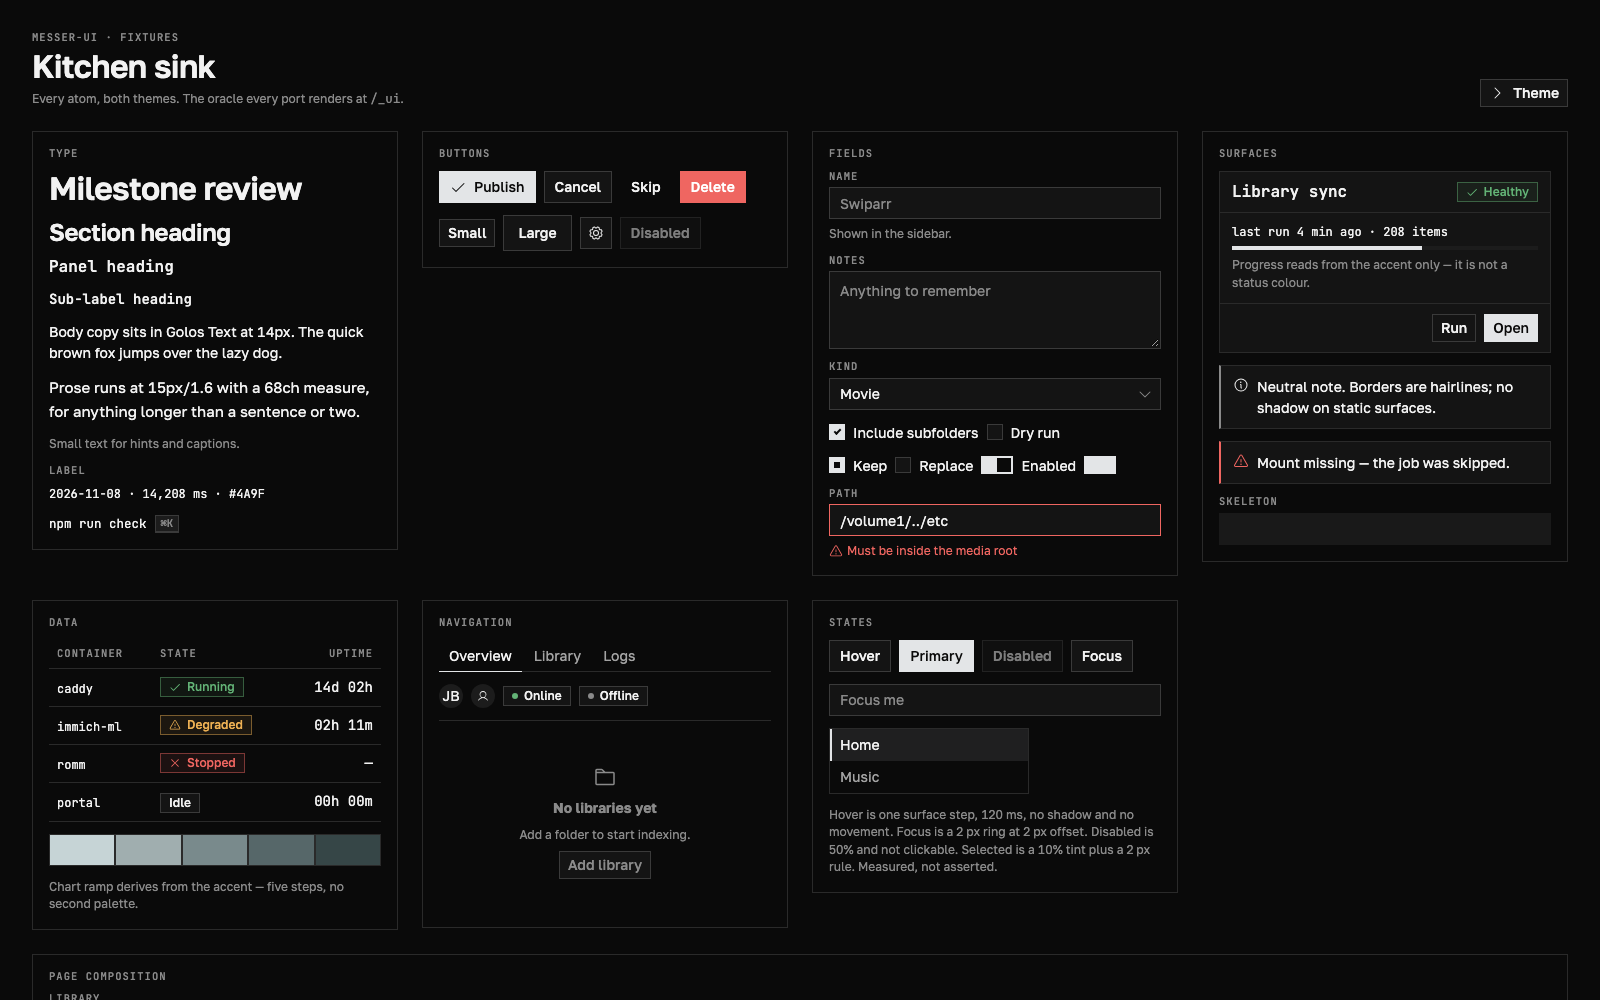 MESSER-UI · FIXTURES
Kitchen sink
Every atom, both themes. The oracle every port renders at /_ui.
Theme
TYPE
Milestone review
Section heading
Panel heading
Sub-label heading
Body copy sits in Golos Text at 14px. The quick
brown fox jumps over the lazy dog.
Prose runs at 15px/1.6 with a 68ch measure,
for anything longer than a sentence or two.
Small text for hints and captions.
LABEL
2026-11-08 · 14,208 ms · #4A9F
npm run check ⌘K
BUTTONS
Publish Cancel Skip Delete
Small Large Disabled
FIELDS
NAME
Swiparr
Shown in the sidebar.
NOTES
Anything to remember
KIND
Movie
Include subfolders Dry run
Keep Replace Enabled
PATH
/volume1/../etc
Must be inside the media root
SURFACES
Library sync Healthy
last run 4 min ago · 208 items
Progress reads from the accent only — it is not a
status colour.
Run Open
Neutral note. Borders are hairlines; no
shadow on static surfaces.
Mount missing — the job was skipped.
SKELETON
DATA
CONTAINER STATE UPTIME
caddy Running 14d 02h
immich-ml Degraded 02h 11m
romm Stopped —
portal Idle 00h 00m
Chart ramp derives from the accent — five steps, no
second palette.
NAVIGATION
Overview Library Logs
JB Online Offline
No libraries yet
Add a folder to start indexing.
Add library
STATES
Hover Primary Disabled Focus
Focus me
Home
Music
Hover is one surface step, 120 ms, no shadow and no
movement. Focus is a 2 px ring at 2 px offset. Disabled is
50% and not clickable. Selected is a 10% tint plus a 2 px
rule. Measured, not asserted.
PAGE COMPOSITION
LIBRARY